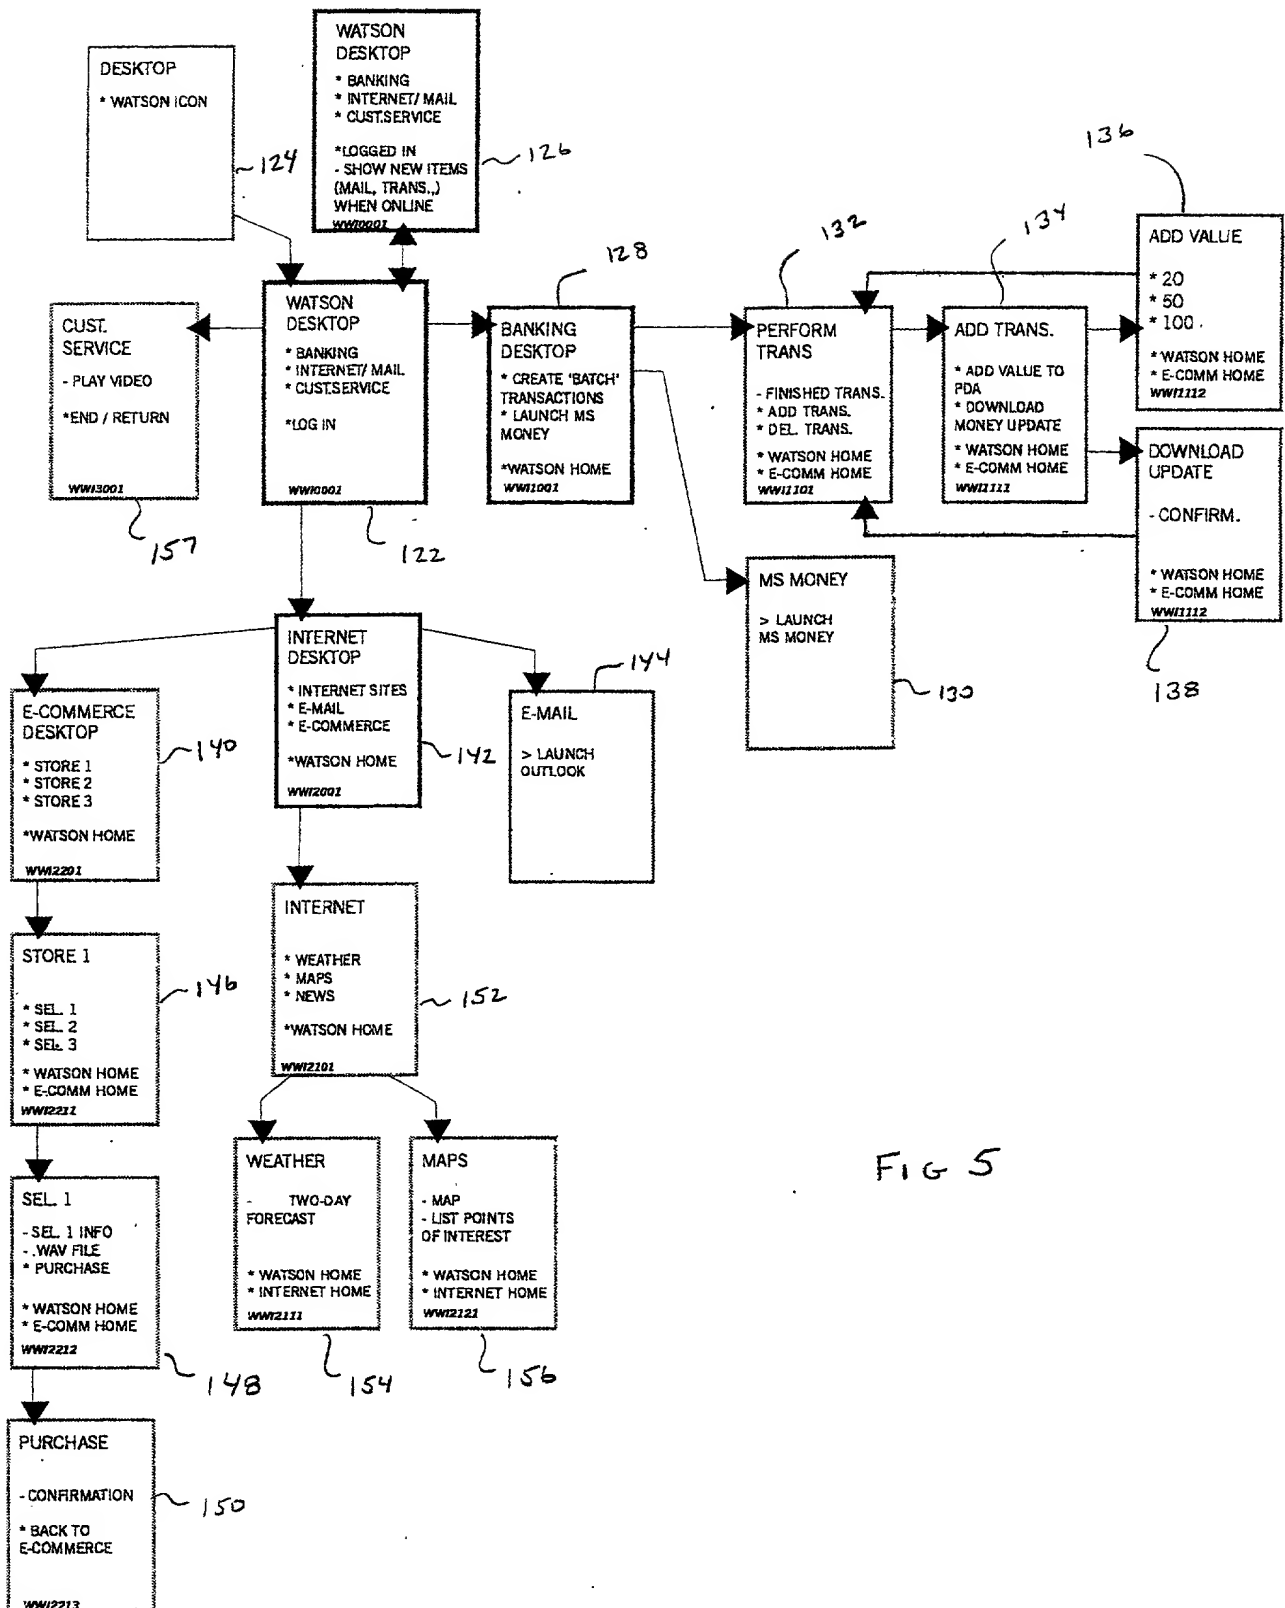 DESKTOP
* WATSON ICON
124
WATSON
DESKTOP
* BANKING
* INTERNET/ MAIL
* CUST.SERVICE
*LOGGED IN
- SHOW NEW ITEMS
(MAIL, TRANS.,)
WHEN ONLINE
WWI0001
126
CUST.
SERVICE
- PLAY VIDEO
*END / RETURN
WWI3001
157
WATSON
DESKTOP
* BANKING
* INTERNET/ MAIL
* CUST.SERVICE
*LOG IN
WWI0001
122
128
BANKING
DESKTOP
* CREATE 'BATCH'
TRANSACTIONS
* LAUNCH MS
MONEY
*WATSON HOME
WWI1001
132
PERFORM
TRANS
- FINISHED TRANS.
* ADD TRANS.
* DEL. TRANS.
* WATSON HOME
* E-COMM HOME
WWI1101
134
ADD TRANS.
* ADD VALUE TO
PDA
* DOWNLOAD
MONEY UPDATE
* WATSON HOME
* E-COMM HOME
WWI1111
136
ADD VALUE
* 20
* 50
* 100
* WATSON HOME
* E-COMM HOME
WWI1112
DOWNLOAD
UPDATE
- CONFIRM.
* WATSON HOME
* E-COMM HOME
WWI1112
138
MS MONEY
> LAUNCH
MS MONEY
130
INTERNET
DESKTOP
* INTERNET SITES
* E-MAIL
* E-COMMERCE
*WATSON HOME
WWI2001
142
144
E-MAIL
> LAUNCH
OUTLOOK
E-COMMERCE
DESKTOP
* STORE 1
* STORE 2
* STORE 3
*WATSON HOME
WWI2201
140
STORE 1
* SEL. 1
* SEL. 2
* SEL. 3
* WATSON HOME
* E-COMM HOME
WWI2211
146
INTERNET
* WEATHER
* MAPS
* NEWS
*WATSON HOME
WWI2101
152
WEATHER
- TWO-DAY
FORECAST
* WATSON HOME
* INTERNET HOME
WWI2111
154
MAPS
- MAP
- LIST POINTS
OF INTEREST
* WATSON HOME
* INTERNET HOME
WWI2121
156
SEL. 1
- SEL. 1 INFO
- .WAV FILE
* PURCHASE
* WATSON HOME
* E-COMM HOME
WWI2212
148
PURCHASE
- CONFIRMATION
* BACK TO
E-COMMERCE
WWI2213
150
FIG 5